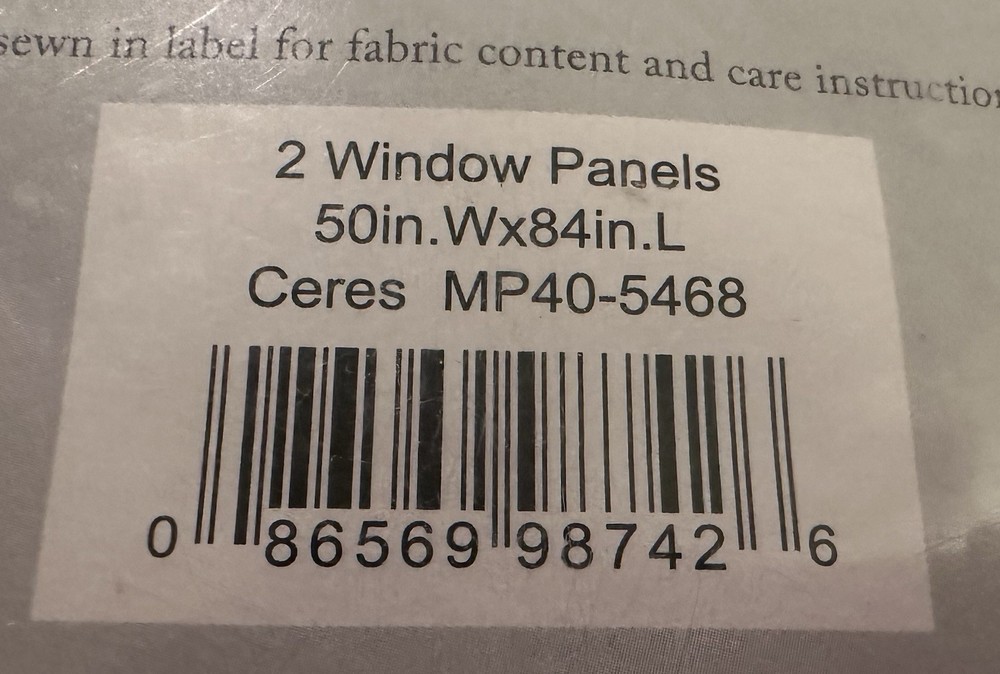 sewn in label for fabric content and care instruction
2 Window Panels
50in.Wx84in.L
Ceres MP40-5468
0 86569 98742 6